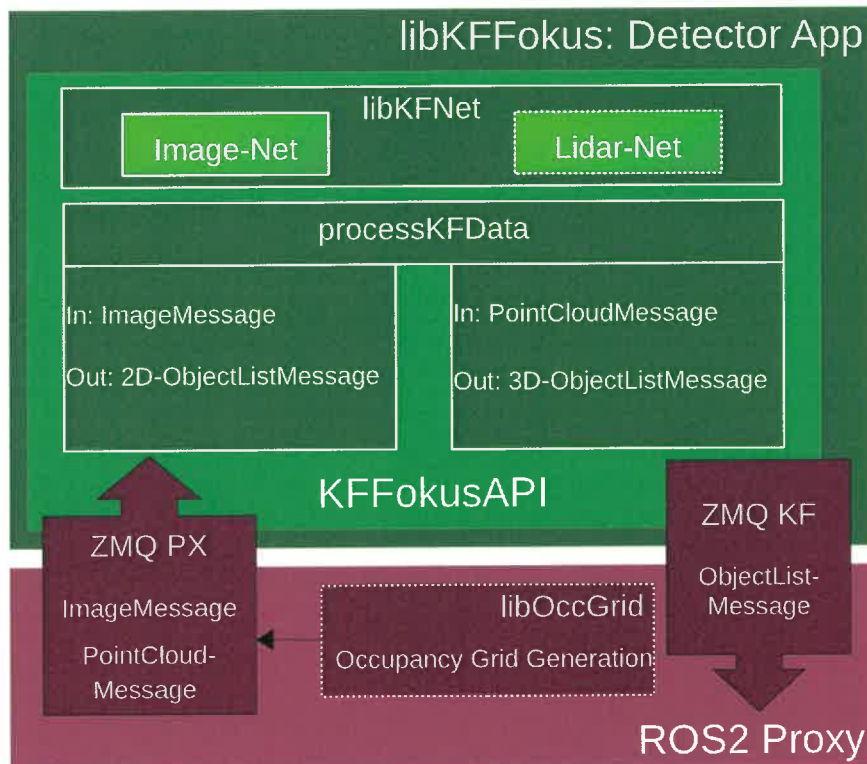 libKFFokus: Detector App
libKFNet
Image-Net
Lidar-Net
processKFData
In: ImageMessage
Out: 2D-ObjectListMessage
In: PointCloudMessage
Out: 3D-ObjectListMessage
KFFokusAPI
ZMQ PX
ImageMessage
PointCloud-
Message
libOccGrid
Occupancy Grid Generation
ZMQ KF
ObjectList-
Message
ROS2 Proxy